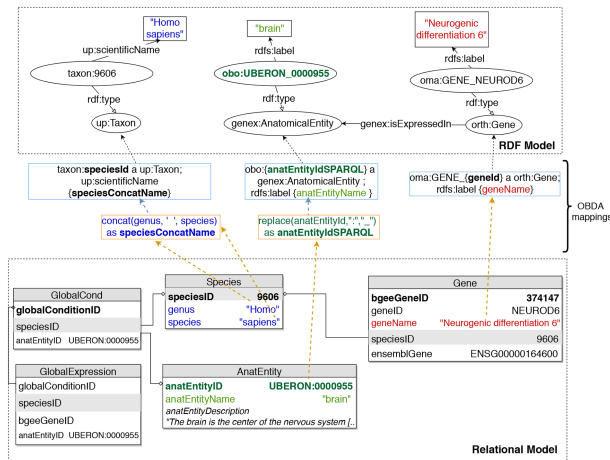 "Homo sapiens"
"brain"
"Neurogenic differentiation 6"
up:scientificName
rdfs:label
rdfs:label
taxon:9606
obo:UBERON_0000955
oma:GENE_NEUROD6
rdf:type
rdf:type
rdf:type
up:Taxon
genex:AnatomicalEntity
genex:isExpressedIn
orth:Gene
RDF Model
taxon:speciesId a up:Taxon;
up:scientificName
{speciesConcatName}
obo:{anatEntityIdSPARQL} a
genex:AnatomicalEntity ;
rdfs:label {anatEntityName }
oma:GENE_{geneId} a orth:Gene;
rdfs:label {geneName}
OBDA
mappings
concat(genus, ' ', species)
as speciesConcatName
replace(anatEntityId,":","_")
as anatEntityIdSPARQL
GlobalCond
globalConditionID
speciesID
anatEntityID UBERON:0000955
Species
speciesID 9606
genus "Homo"
species "sapiens"
Gene
bgeeGeneID 374147
geneID NEUROD6
geneName "Neurogenic differentiation 6"
speciesID 9606
ensemblGene ENSG00000164600
GlobalExpression
globalConditionID
speciesID
bgeeGeneID
anatEntityID UBERON:0000955
AnatEntity
anatEntityID UBERON:0000955
anatEntityName "brain"
anatEntityDescription
"The brain is the center of the nervous system [..
Relational Model